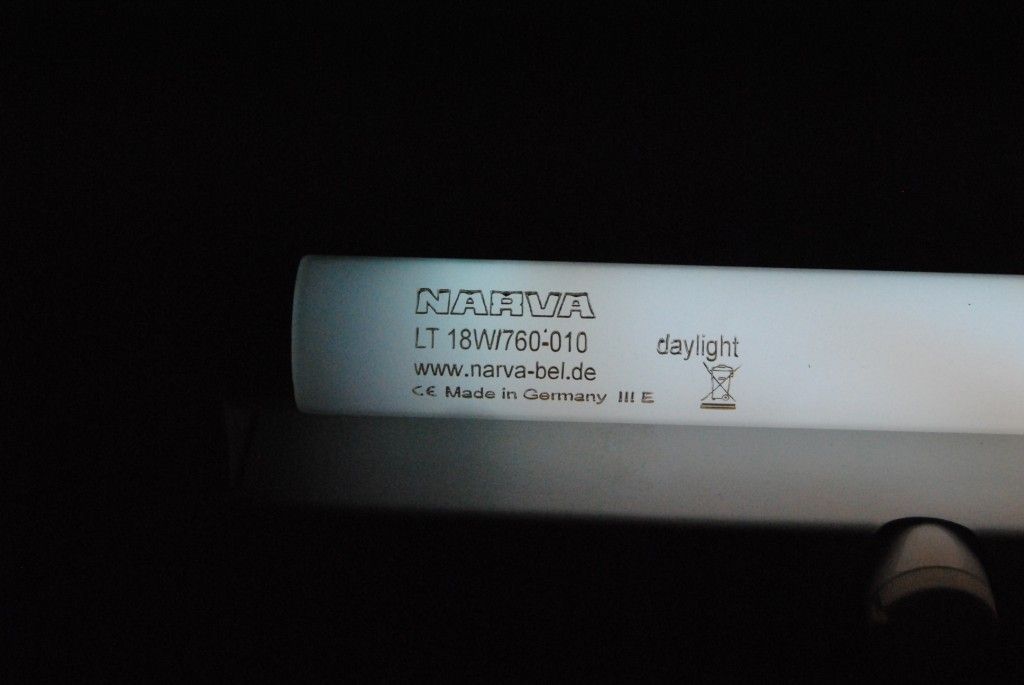 NARVA
LT 18W/760-010
daylight
www.narva-bel.de
CE Made in Germany III E